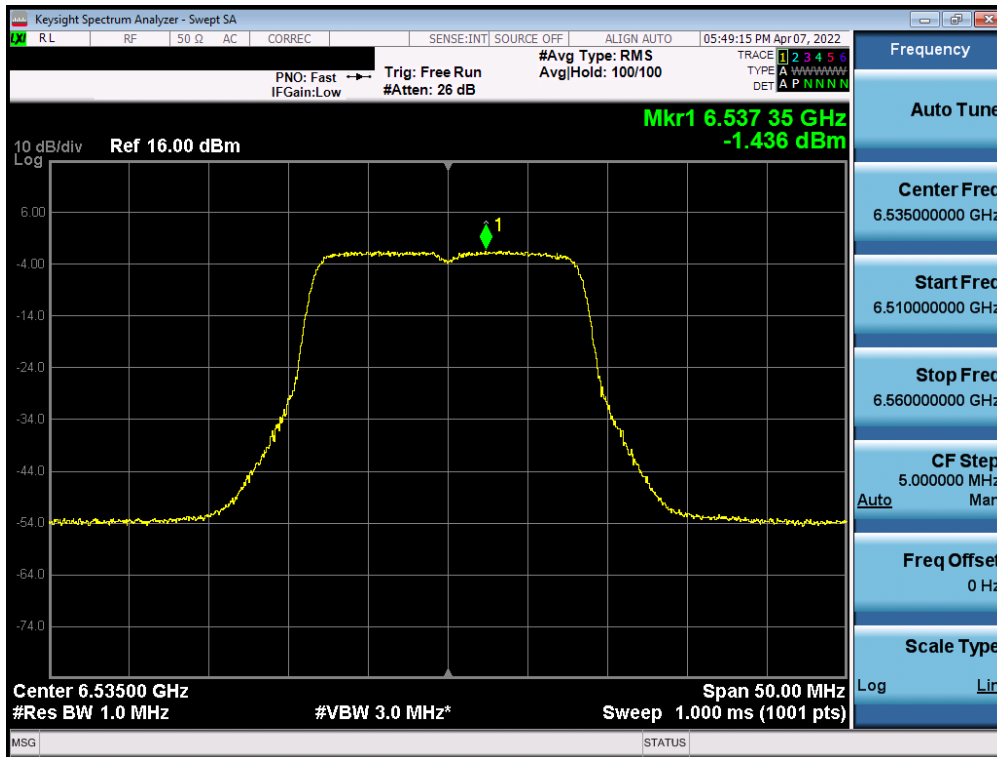 Keysight Spectrum Analyzer - Swept SA
LXI RL RF 50 Ω AC CORREC SENSE:INT SOURCE OFF ALIGN AUTO 05:49:15 PM Apr 07, 2022
PNO: Fast Trig: Free Run #Avg Type: RMS TRACE 1 2 3 4 5 6
IFGain:Low #Atten: 26 dB Avg|Hold: 100/100 TYPE A WWWWW
DET A P N N N N
Mkr1 6.537 35 GHz
-1.436 dBm
10 dB/div Ref 16.00 dBm
Log
1
6.00
-4.00
-14.0
-24.0
-34.0
-44.0
-54.0
-64.0
-74.0
Center 6.53500 GHz Span 50.00 MHz
#Res BW 1.0 MHz #VBW 3.0 MHz* Sweep 1.000 ms (1001 pts)
MSG STATUS
Frequency
Auto Tune
Center Freq
6.535000000 GHz
Start Freq
6.510000000 GHz
Stop Freq
6.560000000 GHz
CF Step
5.000000 MHz
Auto Man
Freq Offset
0 Hz
Scale Type
Log Lin